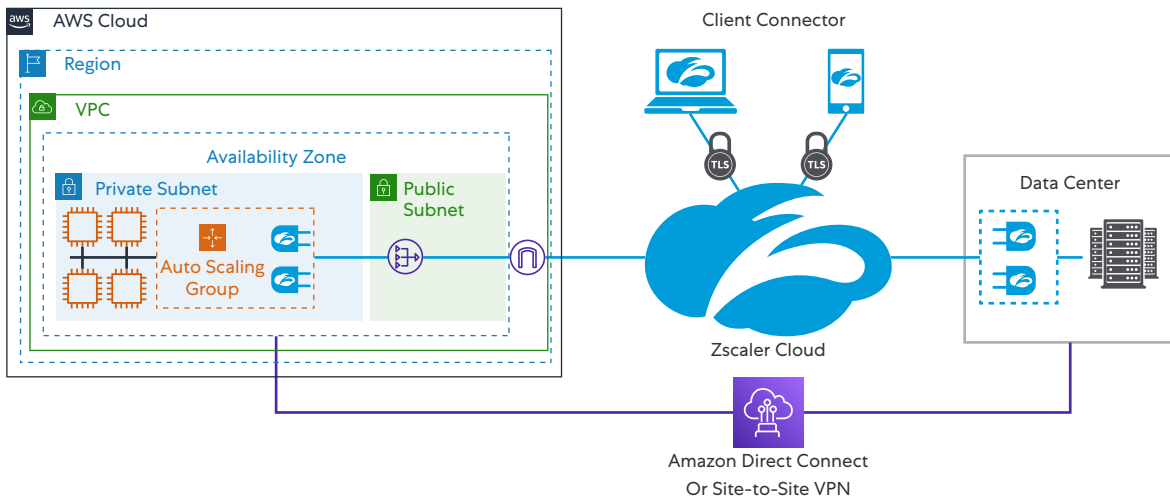 aws
AWS Cloud
Region
VPC
Availability Zone
Private Subnet
Public
Subnet
Auto Scaling
Group
Client Connector
TLS
TLS
Zscaler Cloud
Data Center
Amazon Direct Connect
Or Site-to-Site VPN